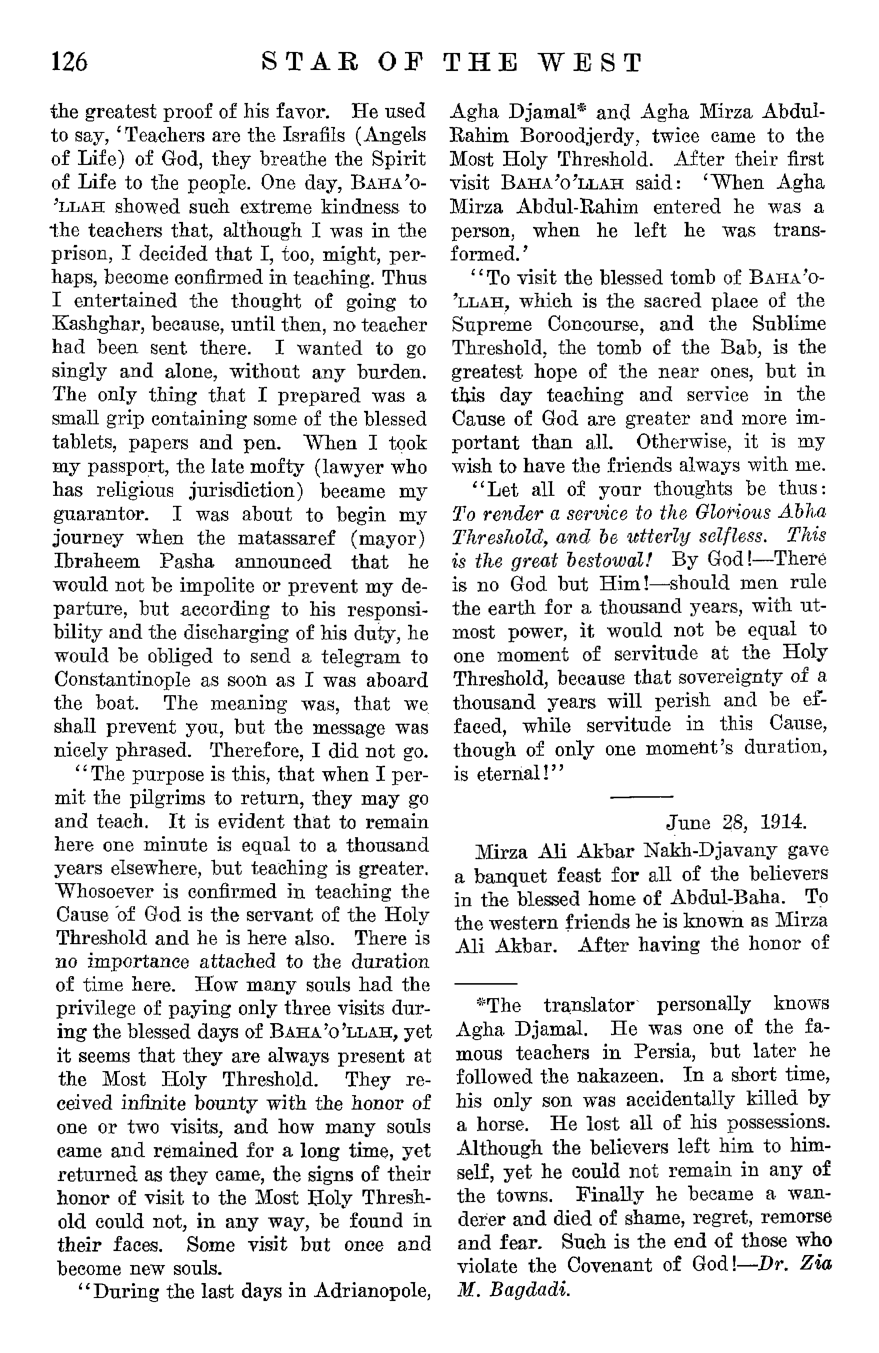 126 STAR OF THE WEST
the greatest proof of his favor. He used
to say, 'Teachers are the Israfils (Angels
of Life) of God, they breathe the Spirit
of Life to the people. One day, BAHA'O-
'LLAH showed such extreme kindness to
the teachers that, although I was in the
prison, I decided that I, too, might, per-
haps, become confirmed in teaching. Thus
I entertained the thought of going to
Kashghar, because, until then, no teacher
had been sent there. I wanted to go
singly and alone, without any burden.
The only thing that I prepared was a
small grip containing some of the blessed
tablets, papers and pen. When I took
my passport, the late mofty (lawyer who
has religious jurisdiction) became my
guarantor. I was about to begin my
journey when the matassaref (mayor)
Ibraheem Pasha announced that he
would not be impolite or prevent my de-
parture, but according to his responsi-
bility and the discharging of his duty, he
would be obliged to send a telegram to
Constantinople as soon as I was aboard
the boat. The meaning was, that we
shall prevent you, but the message was
nicely phrased. Therefore, I did not go.
"The purpose is this, that when I per-
mit the pilgrims to return, they may go
and teach. It is evident that to remain
here one minute is equal to a thousand
years elsewhere, but teaching is greater.
Whosoever is confirmed in teaching the
Cause of God is the servant of the Holy
Threshold and he is here also. There is
no importance attached to the duration
of time here. How many souls had the
privilege of paying only three visits dur-
ing the blessed days of BAHA'O'LLAH, yet
it seems that they are always present at
the Most Holy Threshold. They re-
ceived infinite bounty with the honor of
one or two visits, and how many souls
came and remained for a long time, yet
returned as they came, the signs of their
honor of visit to the Most Holy Thresh-
old could not, in any way, be found in
their faces. Some visit but once and
become new souls.
"During the last days in Adrianople,
Agha Djamal* and Agha Mirza Abdul-
Rahim Boroodjerdy, twice came to the
Most Holy Threshold. After their first
visit BAHA'O'LLAH said: 'When Agha
Mirza Abdul-Rahim entered he was a
person, when he left he was trans-
formed.'
"To visit the blessed tomb of BAHA'O-
'LLAH, which is the sacred place of the
Supreme Concourse, and the Sublime
Threshold, the tomb of the Bab, is the
greatest hope of the near ones, but in
this day teaching and service in the
Cause of God are greater and more im-
portant than all. Otherwise, it is my
wish to have the friends always with me.
"Let all of your thoughts be thus:
To render a service to the Glorious Abha
Threshold, and be utterly selfless. This
is the great bestowal! By God!—There
is no God but Him!—should men rule
the earth for a thousand years, with ut-
most power, it would not be equal to
one moment of servitude at the Holy
Threshold, because that sovereignty of a
thousand years will perish and be ef-
faced, while servitude in this Cause,
though of only one moment's duration,
is eternal!"
June 28, 1914.
Mirza Ali Akbar Nakh-Djavany gave
a banquet feast for all of the believers
in the blessed home of Abdul-Baha. To
the western friends he is known as Mirza
Ali Akbar. After having the honor of
*The translator personally knows
Agha Djamal. He was one of the fa-
mous teachers in Persia, but later he
followed the nakazeen. In a short time,
his only son was accidentally killed by
a horse. He lost all of his possessions.
Although the believers left him to him-
self, yet he could not remain in any of
the towns. Finally he became a wan-
derer and died of shame, regret, remorse
and fear. Such is the end of those who
violate the Covenant of God!—Dr. Zia
M. Bagdadi.